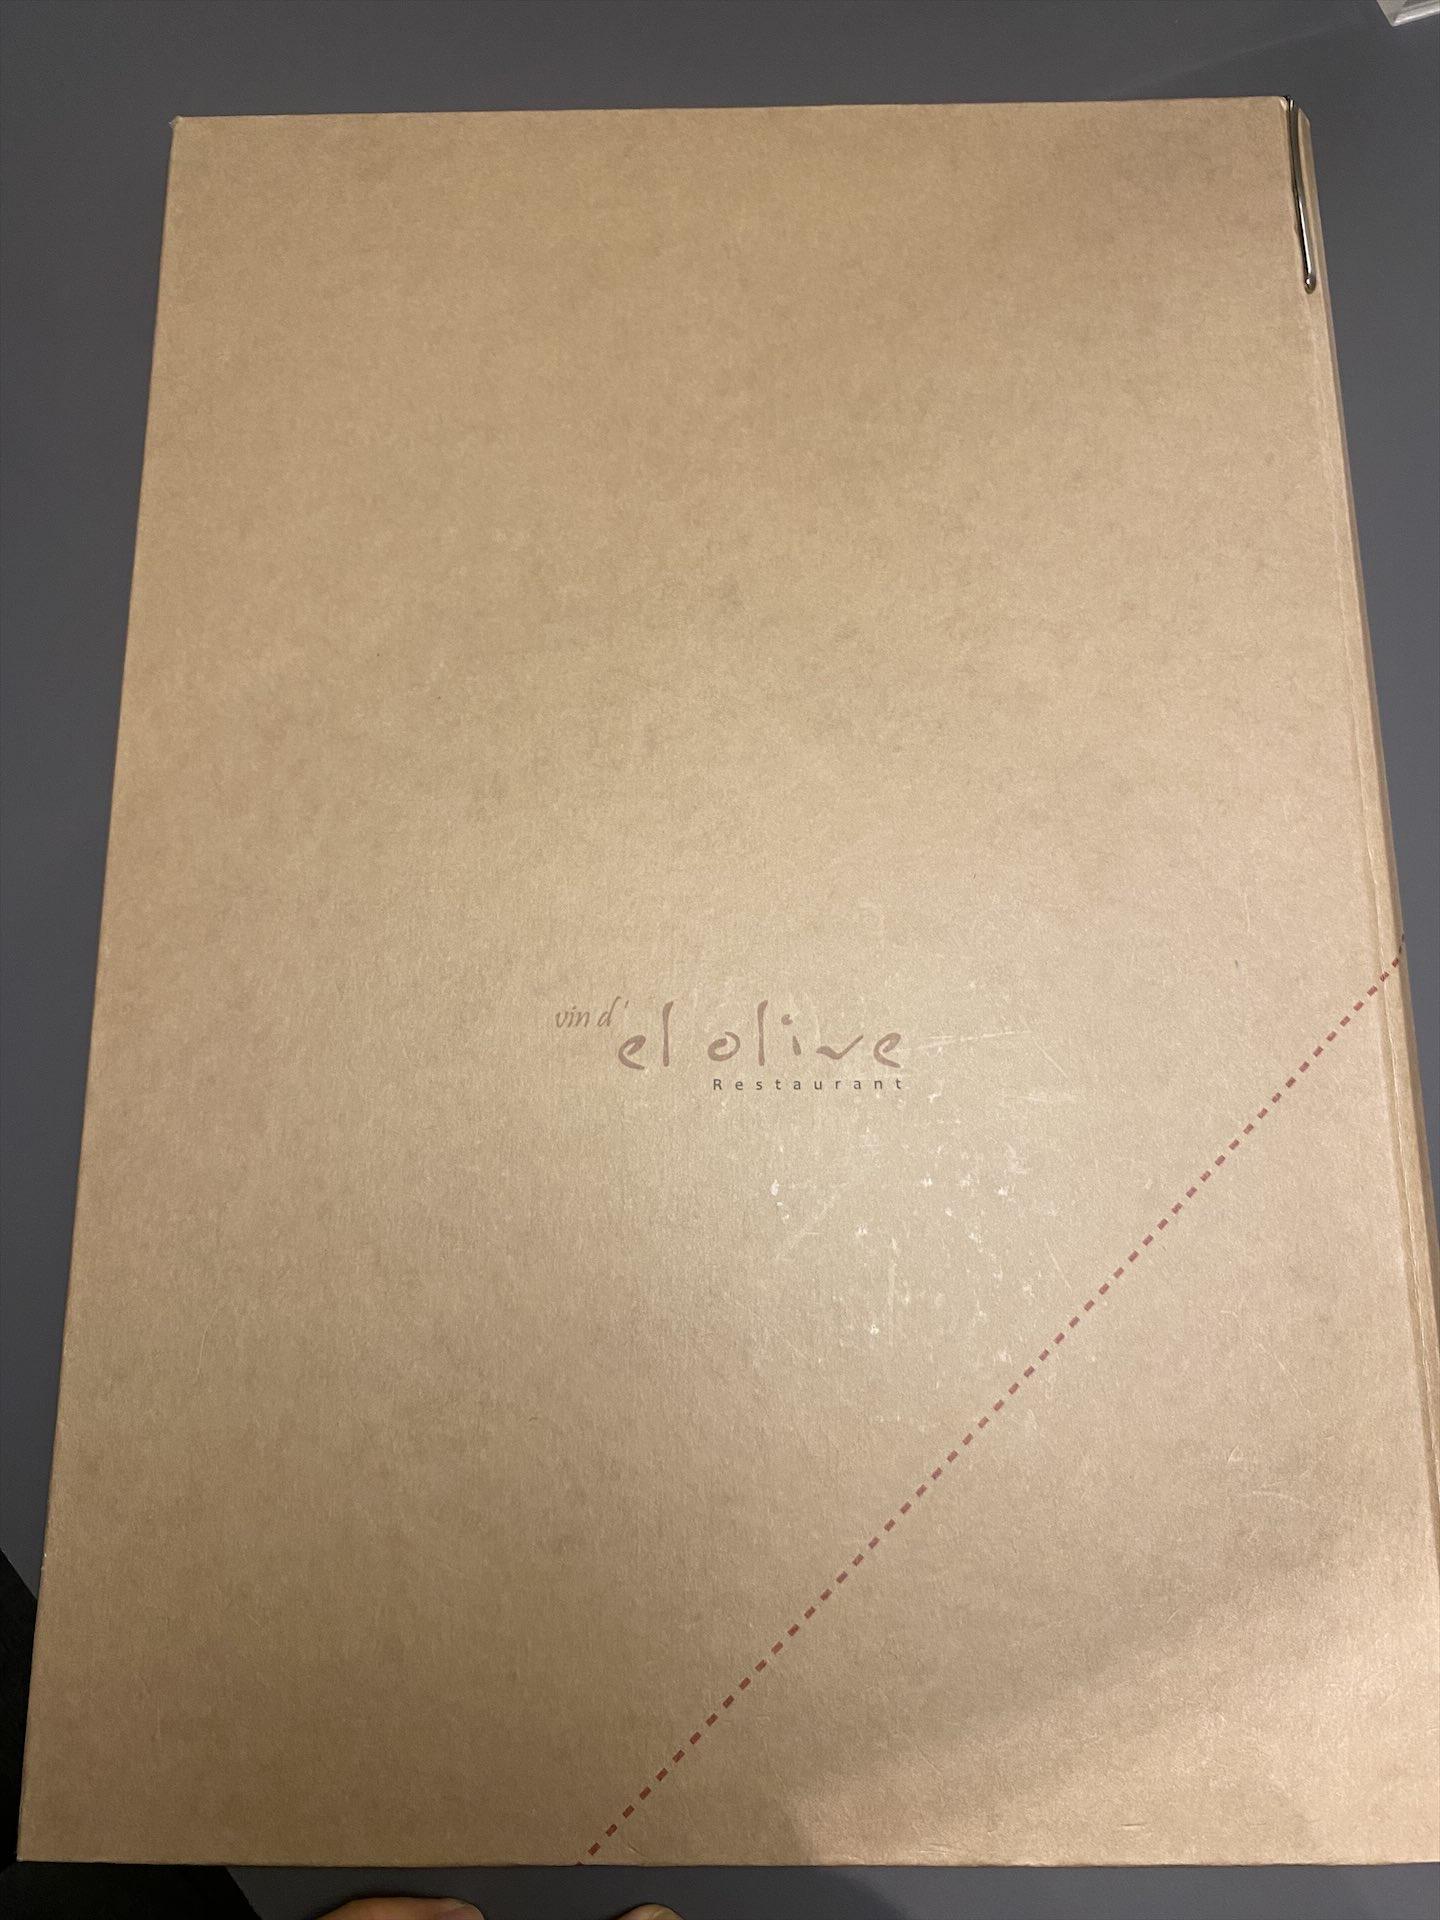 vin d'
el olive
Restaurant